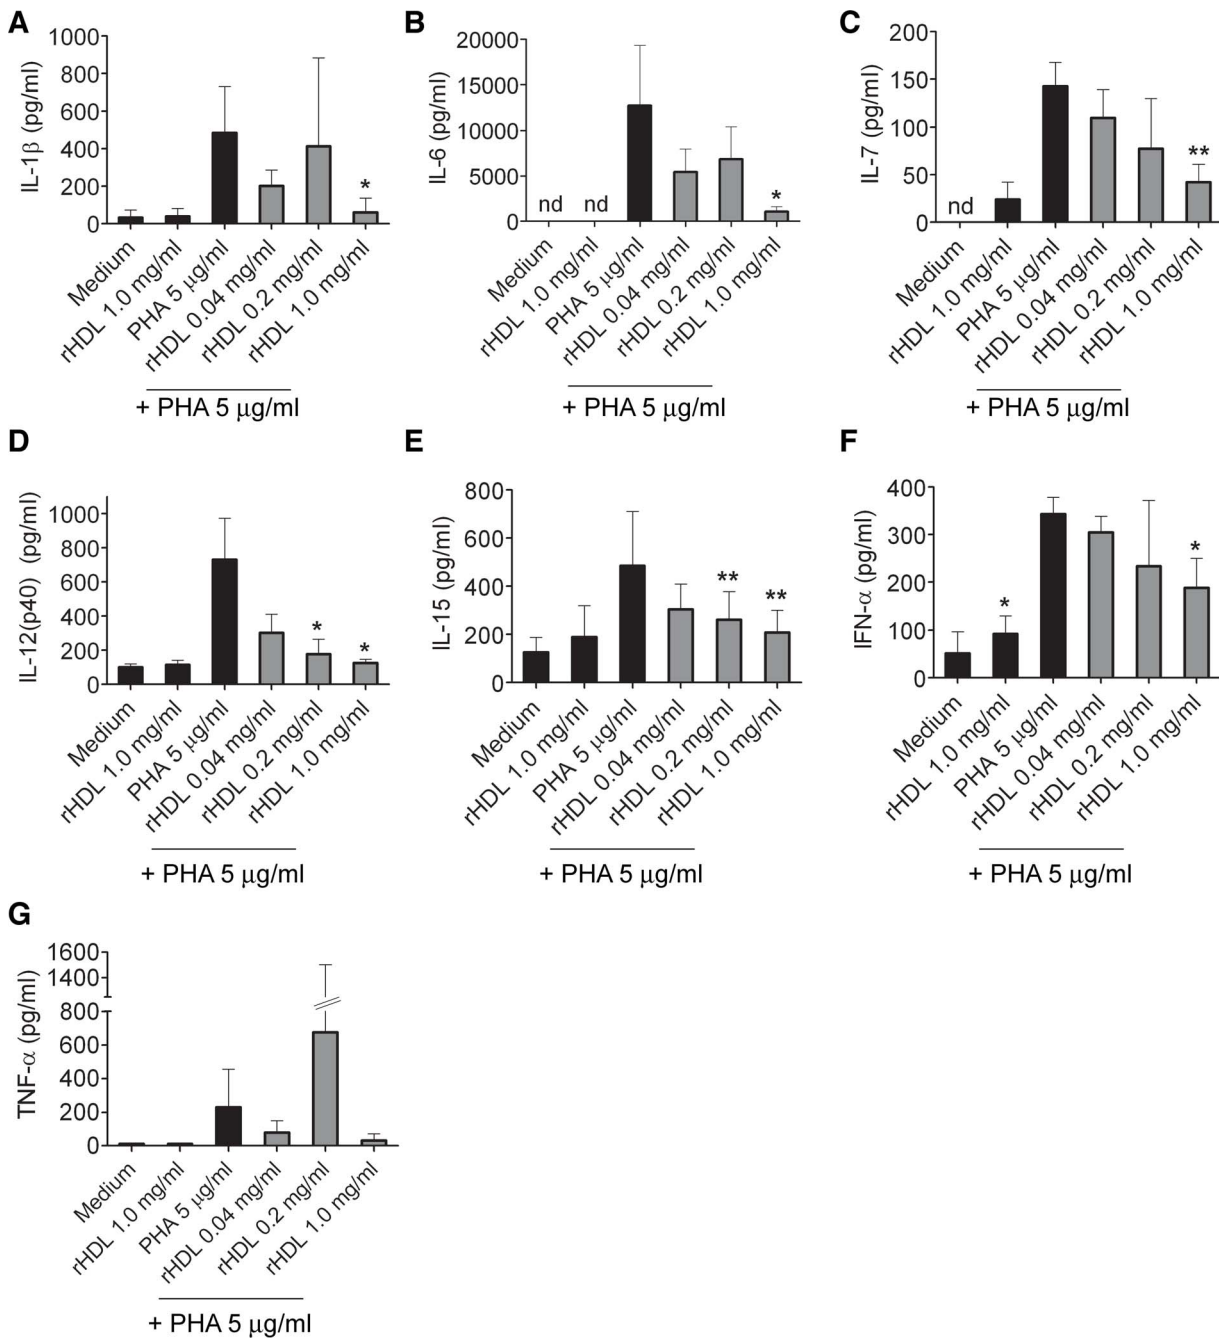 A
IL-1β (pg/ml)
1000
800
600
400
200
0
*
Medium
rHDL 1.0 mg/ml
PHA 5 μg/ml
rHDL 0.04 mg/ml
rHDL 0.2 mg/ml
rHDL 1.0 mg/ml
+ PHA 5 μg/ml
B
IL-6 (pg/ml)
20000
15000
10000
5000
0
nd
nd
*
Medium
rHDL 1.0 mg/ml
PHA 5 μg/ml
rHDL 0.04 mg/ml
rHDL 0.2 mg/ml
rHDL 1.0 mg/ml
+ PHA 5 μg/ml
C
IL-7 (pg/ml)
200
150
100
50
0
nd
**
Medium
rHDL 1.0 mg/ml
PHA 5 μg/ml
rHDL 0.04 mg/ml
rHDL 0.2 mg/ml
rHDL 1.0 mg/ml
+ PHA 5 μg/ml
D
IL-12(p40) (pg/ml)
1000
800
600
400
200
0
*
*
Medium
rHDL 1.0 mg/ml
PHA 5 μg/ml
rHDL 0.04 mg/ml
rHDL 0.2 mg/ml
rHDL 1.0 mg/ml
+ PHA 5 μg/ml
E
IL-15 (pg/ml)
800
600
400
200
0
**
**
Medium
rHDL 1.0 mg/ml
PHA 5 μg/ml
rHDL 0.04 mg/ml
rHDL 0.2 mg/ml
rHDL 1.0 mg/ml
+ PHA 5 μg/ml
F
IFN-α (pg/ml)
400
300
200
100
0
*
*
Medium
rHDL 1.0 mg/ml
PHA 5 μg/ml
rHDL 0.04 mg/ml
rHDL 0.2 mg/ml
rHDL 1.0 mg/ml
+ PHA 5 μg/ml
G
TNF-α (pg/ml)
1600
1400
800
600
400
200
0
Medium
rHDL 1.0 mg/ml
PHA 5 μg/ml
rHDL 0.04 mg/ml
rHDL 0.2 mg/ml
rHDL 1.0 mg/ml
+ PHA 5 μg/ml